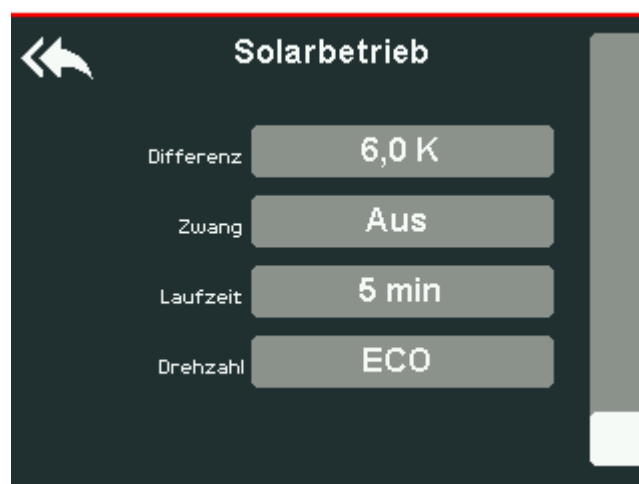 Solarbetrieb
Differenz 6,0 K
Zwang Aus
Laufzeit 5 min
Drehzahl ECO